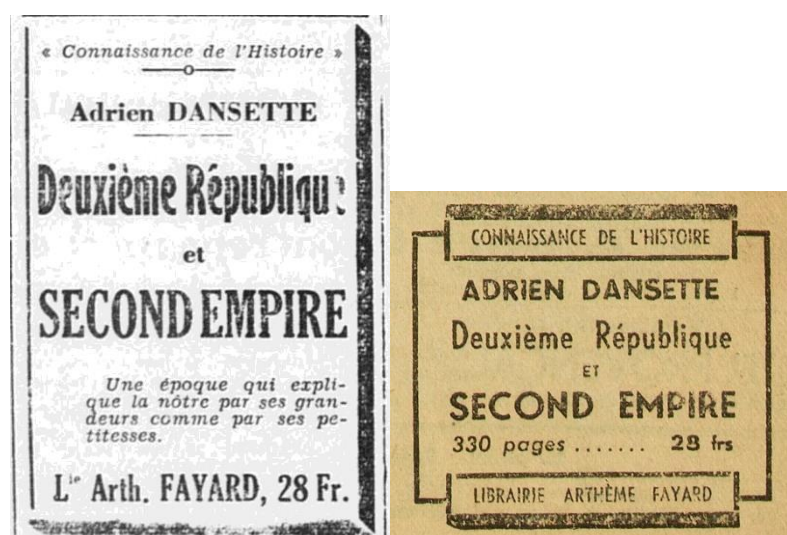 « Connaissance de l'Histoire »
Adrien DANSETTE
Deuxième République
et
SECOND EMPIRE
Une époque qui expli-
que la nôtre par ses gran-
deurs comme par ses pe-
titesses.
Lie Arth. FAYARD, 28 Fr.
CONNAISSANCE DE L'HISTOIRE
ADRIEN DANSETTE
Deuxième République
ET
SECOND EMPIRE
330 pages ....... 28 frs
LIBRAIRIE ARTHÈME FAYARD